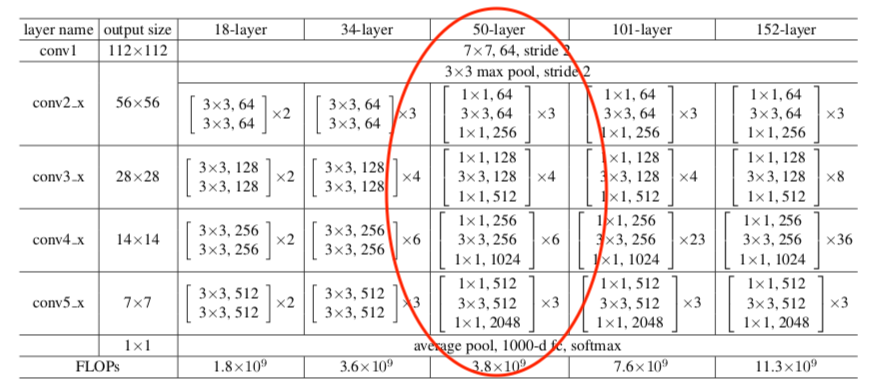 layer name output size 18-layer 34-layer 50-layer 101-layer 152-layer
conv1 112×112 7×7, 64, stride 2
3×3 max pool, stride 2
conv2_x 56×56 [3×3, 64 3×3, 64]×2 [3×3, 64 3×3, 64]×3 [1×1, 64 3×3, 64 1×1, 256]×3 [1×1, 64 3×3, 64 1×1, 256]×3 [1×1, 64 3×3, 64 1×1, 256]×3
conv3_x 28×28 [3×3, 128 3×3, 128]×2 [3×3, 128 3×3, 128]×4 [1×1, 128 3×3, 128 1×1, 512]×4 [1×1, 128 3×3, 128 1×1, 512]×4 [1×1, 128 3×3, 128 1×1, 512]×8
conv4_x 14×14 [3×3, 256 3×3, 256]×2 [3×3, 256 3×3, 256]×6 [1×1, 256 3×3, 256 1×1, 1024]×6 [1×1, 256 3×3, 256 1×1, 1024]×23 [1×1, 256 3×3, 256 1×1, 1024]×36
conv5_x 7×7 [3×3, 512 3×3, 512]×2 [3×3, 512 3×3, 512]×3 [1×1, 512 3×3, 512 1×1, 2048]×3 [1×1, 512 3×3, 512 1×1, 2048]×3 [1×1, 512 3×3, 512 1×1, 2048]×3
1×1 average pool, 1000-d fc, softmax
FLOPs 1.8×10⁹ 3.6×10⁹ 3.8×10⁹ 7.6×10⁹ 11.3×10⁹